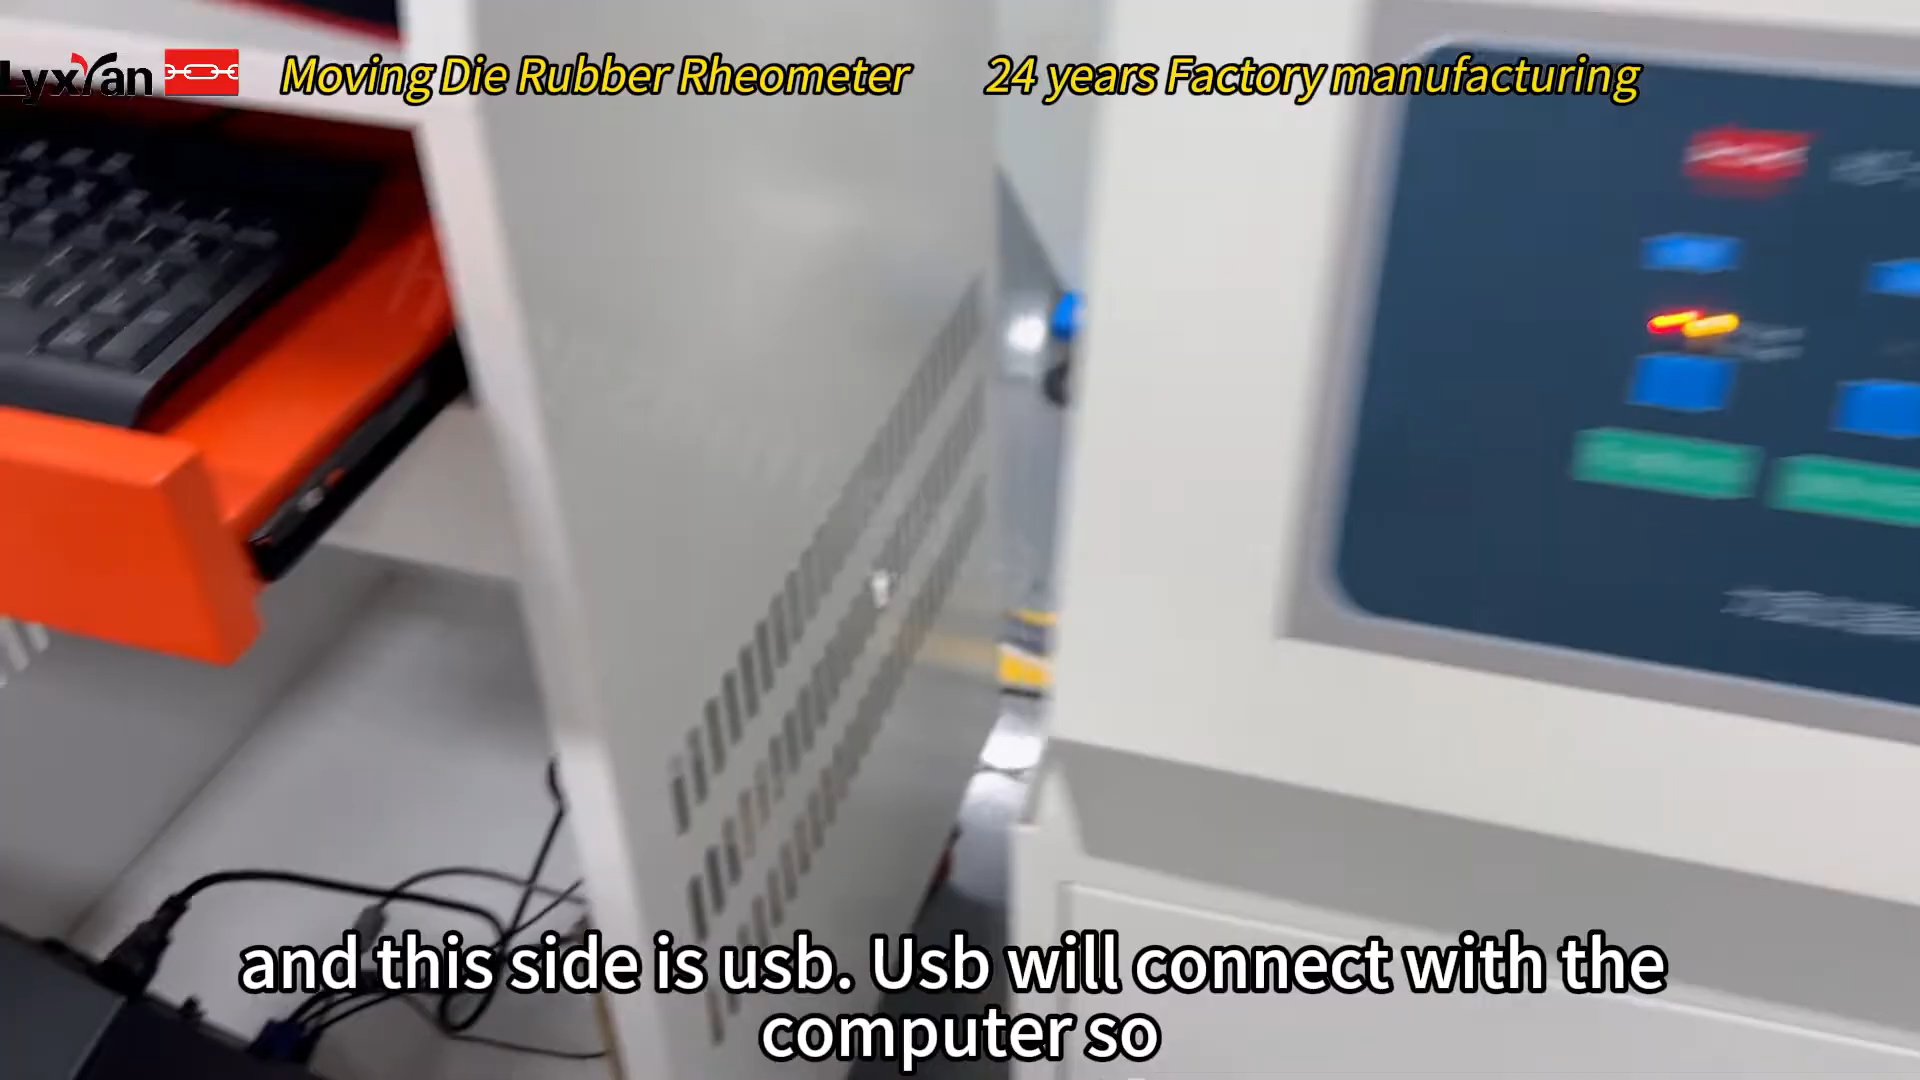 Lyxyan
Moving Die Rubber Rheometer
24 years Factory manufacturing
and this side is usb. Usb will connect with the
computer so